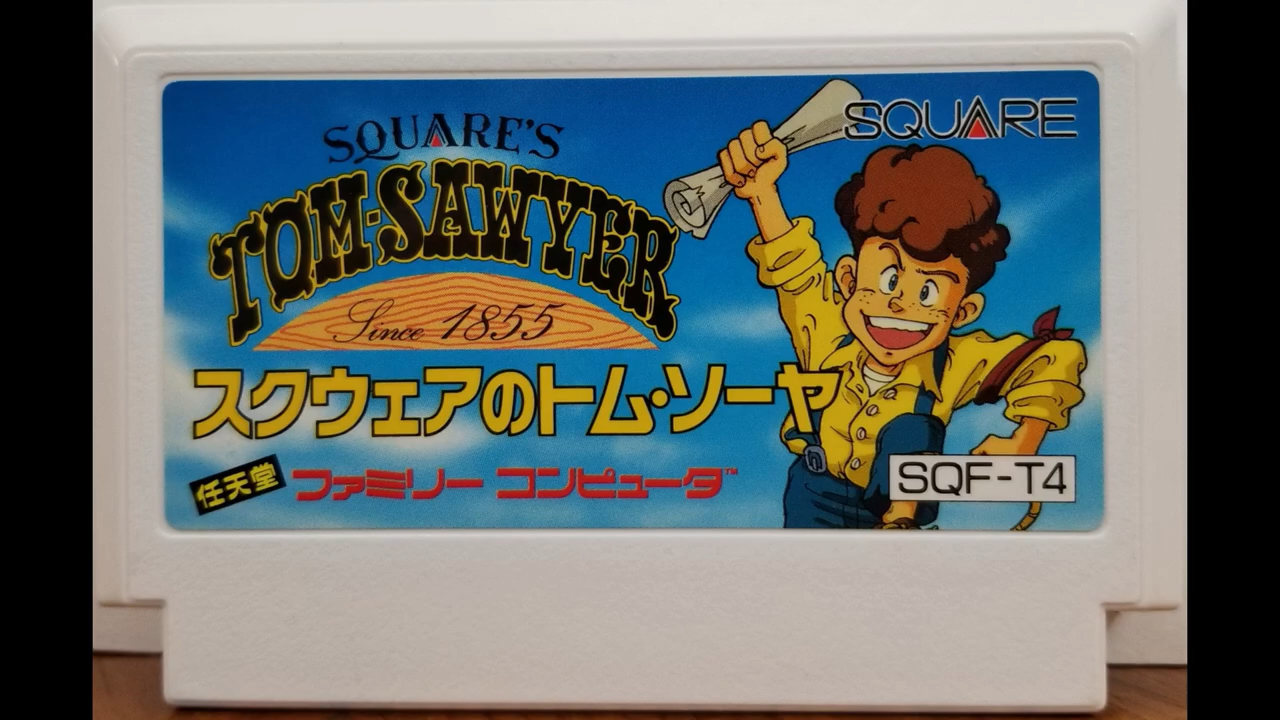 SQUARE
SQUARE'S
TOM-SAWYER
Since 1855
スクウェアのトム・ソーヤ
任天堂 ファミリー コンピュータ™
SQF-T4